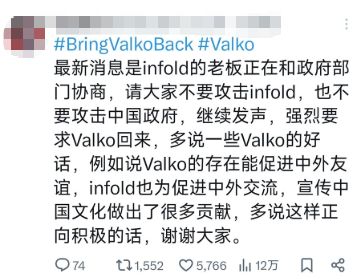 #BringValkoBack #Valko
最新消息是infold的老板正在和政府部
门协商，请大家不要攻击infold，也不
要攻击中国政府，继续发声，强烈要
求Valko回来，多说一些Valko的好
话，例如说Valko的存在能促进中外友
谊，infold也为促进中外交流，宣传中
国文化做出了很多贡献，多说这样正
向积极的话，谢谢大家。
74 1,552 5,766 12万